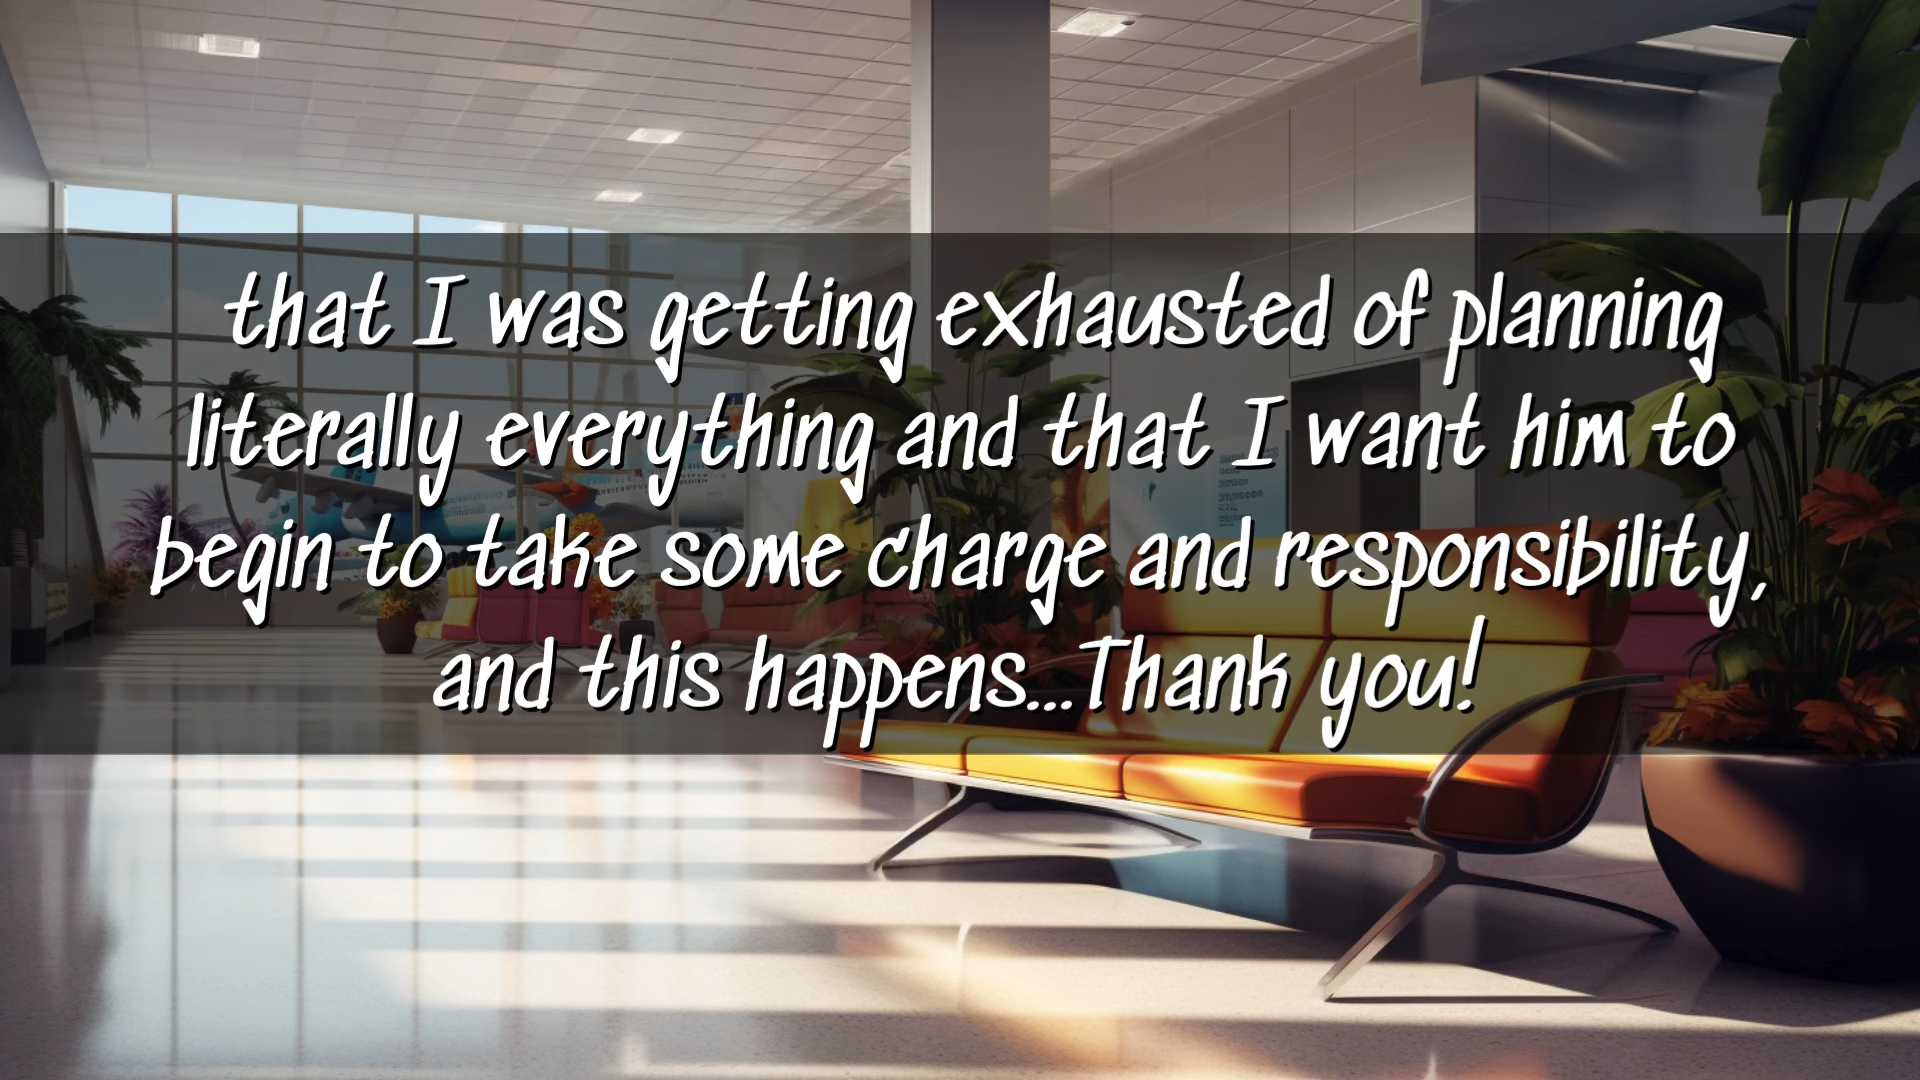 that I was getting exhausted of planning
literally everything and that I want him to
begin to take some charge and responsibility,
and this happens...Thank you!